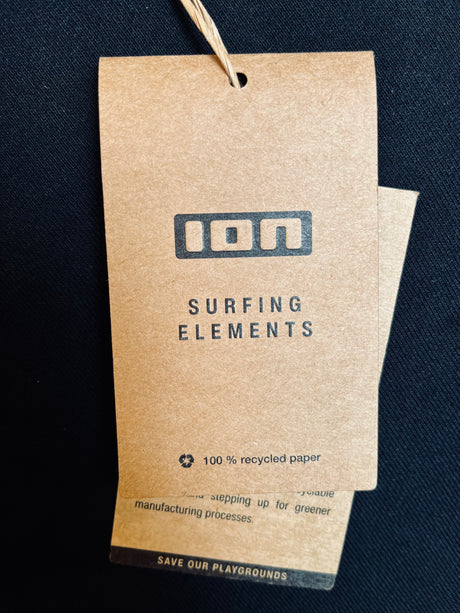 ion
SURFING
ELEMENTS
100 % recycled paper
stepping up for greener
manufacturing processes.
SAVE OUR PLAYGROUNDS